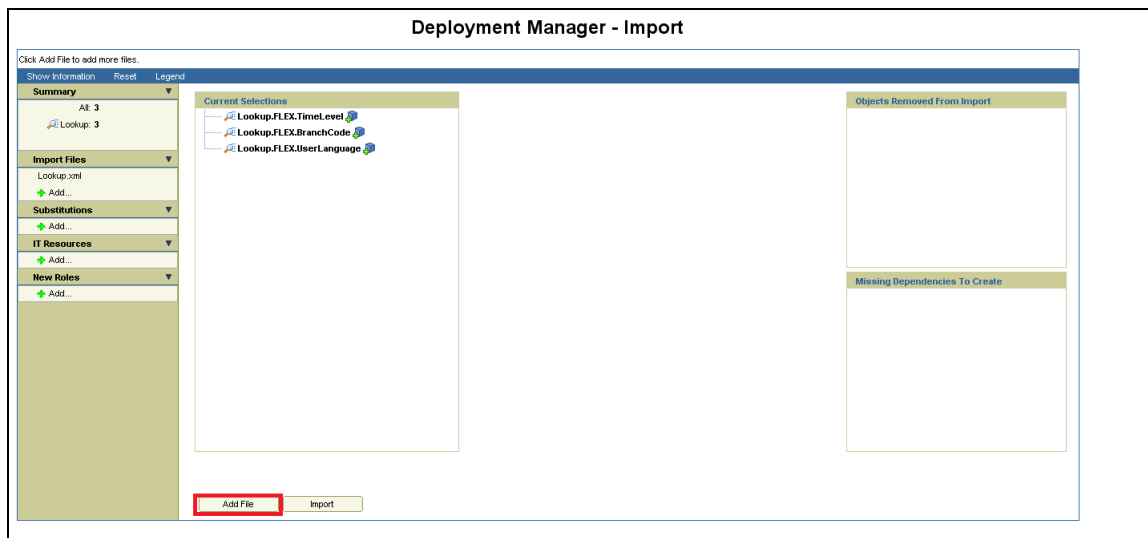 Deployment Manager - Import
Click Add File to add more files.
Show Information Reset Legend
Summary
All: 3
Lookup: 3
Import Files
Lookup.xml
Add...
Substitutions
Add...
IT Resources
Add...
New Roles
Add...
Current Selections
Lookup.FLEX.TimeLevel
Lookup.FLEX.BranchCode
Lookup.FLEX.UserLanguage
Objects Removed From Import
Missing Dependencies To Create
Add File Import